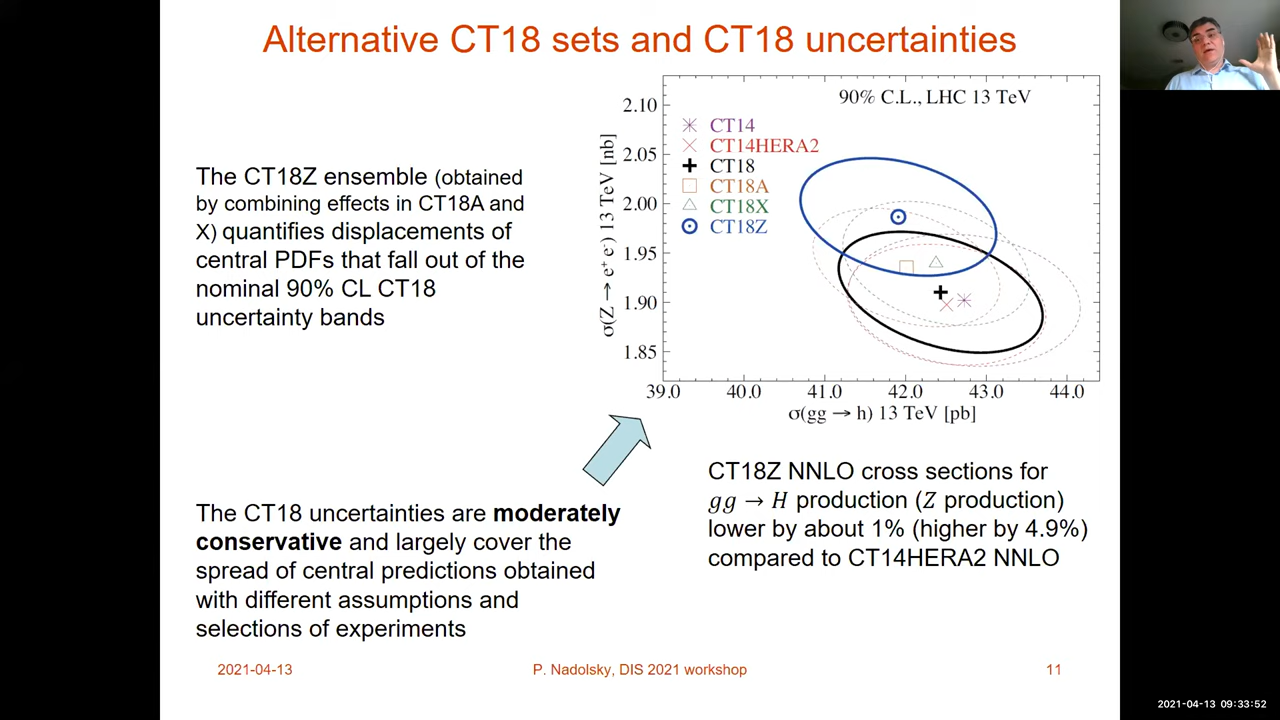 Alternative CT18 sets and CT18 uncertainties
The CT18Z ensemble (obtained
by combining effects in CT18A and
X) quantifies displacements of
central PDFs that fall out of the
nominal 90% CL CT18
uncertainty bands
90% C.L., LHC 13 TeV
CT14
CT14HERA2
CT18
CT18A
CT18X
CT18Z
2.10
2.05
2.00
1.95
1.90
1.85
σ(Z → e⁺ e⁻) 13 TeV [nb]
39.0 40.0 41.0 42.0 43.0 44.0
σ(gg → h) 13 TeV [pb]
The CT18 uncertainties are moderately
conservative and largely cover the
spread of central predictions obtained
with different assumptions and
selections of experiments
CT18Z NNLO cross sections for
gg → H production (Z production)
lower by about 1% (higher by 4.9%)
compared to CT14HERA2 NNLO
2021-04-13
P. Nadolsky, DIS 2021 workshop
11
2021-04-13 09:33:52